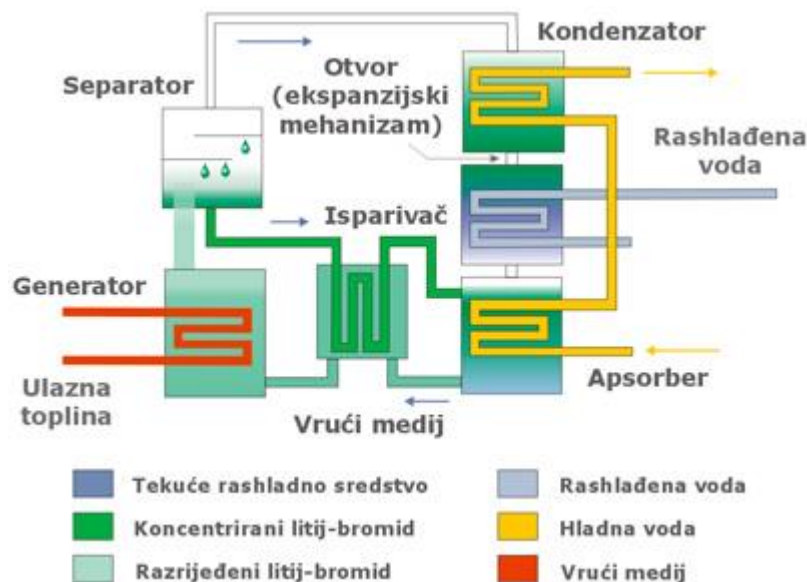 Kondenzator
Separator
Otvor
(ekspanzijski
mehanizam)
Rashlađena
voda
Isparivač
Generator
Ulazna
toplina
Apsorber
Vrući medij
Tekuće rashladno sredstvo
Rashlađena voda
Koncentrirani litij-bromid
Hladna voda
Razrijeđeni litij-bromid
Vrući medij